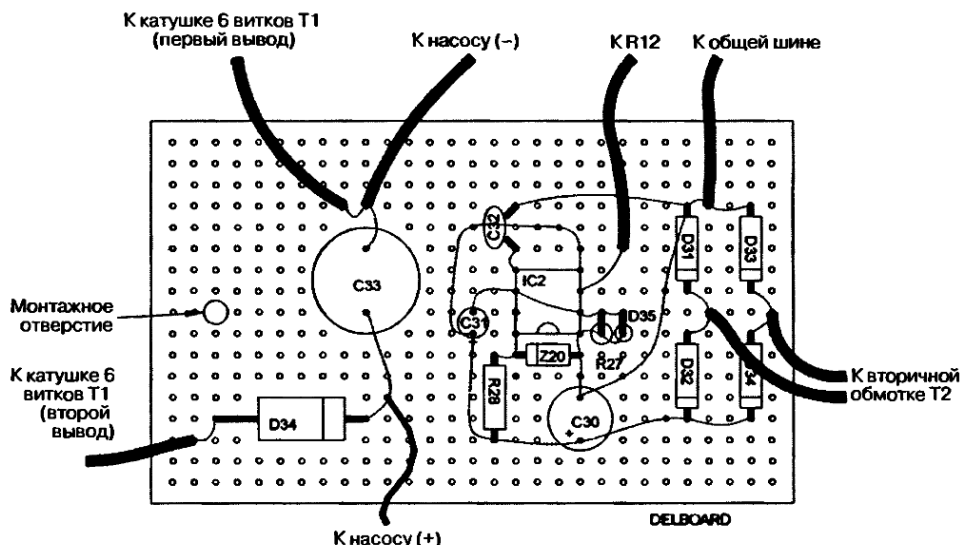 К катушке 6 витков Т1
(первый вывод)
К насосу (–)
К R12
К общей шине
C32
D31
D33
IC2
C33
Монтажное
отверстие
C31
D35
R27
Z20
К катушке 6
витков Т1
(второй
вывод)
R28
D32
D34
К вторичной
обмотке Т2
D34
C30
+
К насосу (+)
DELBOARD